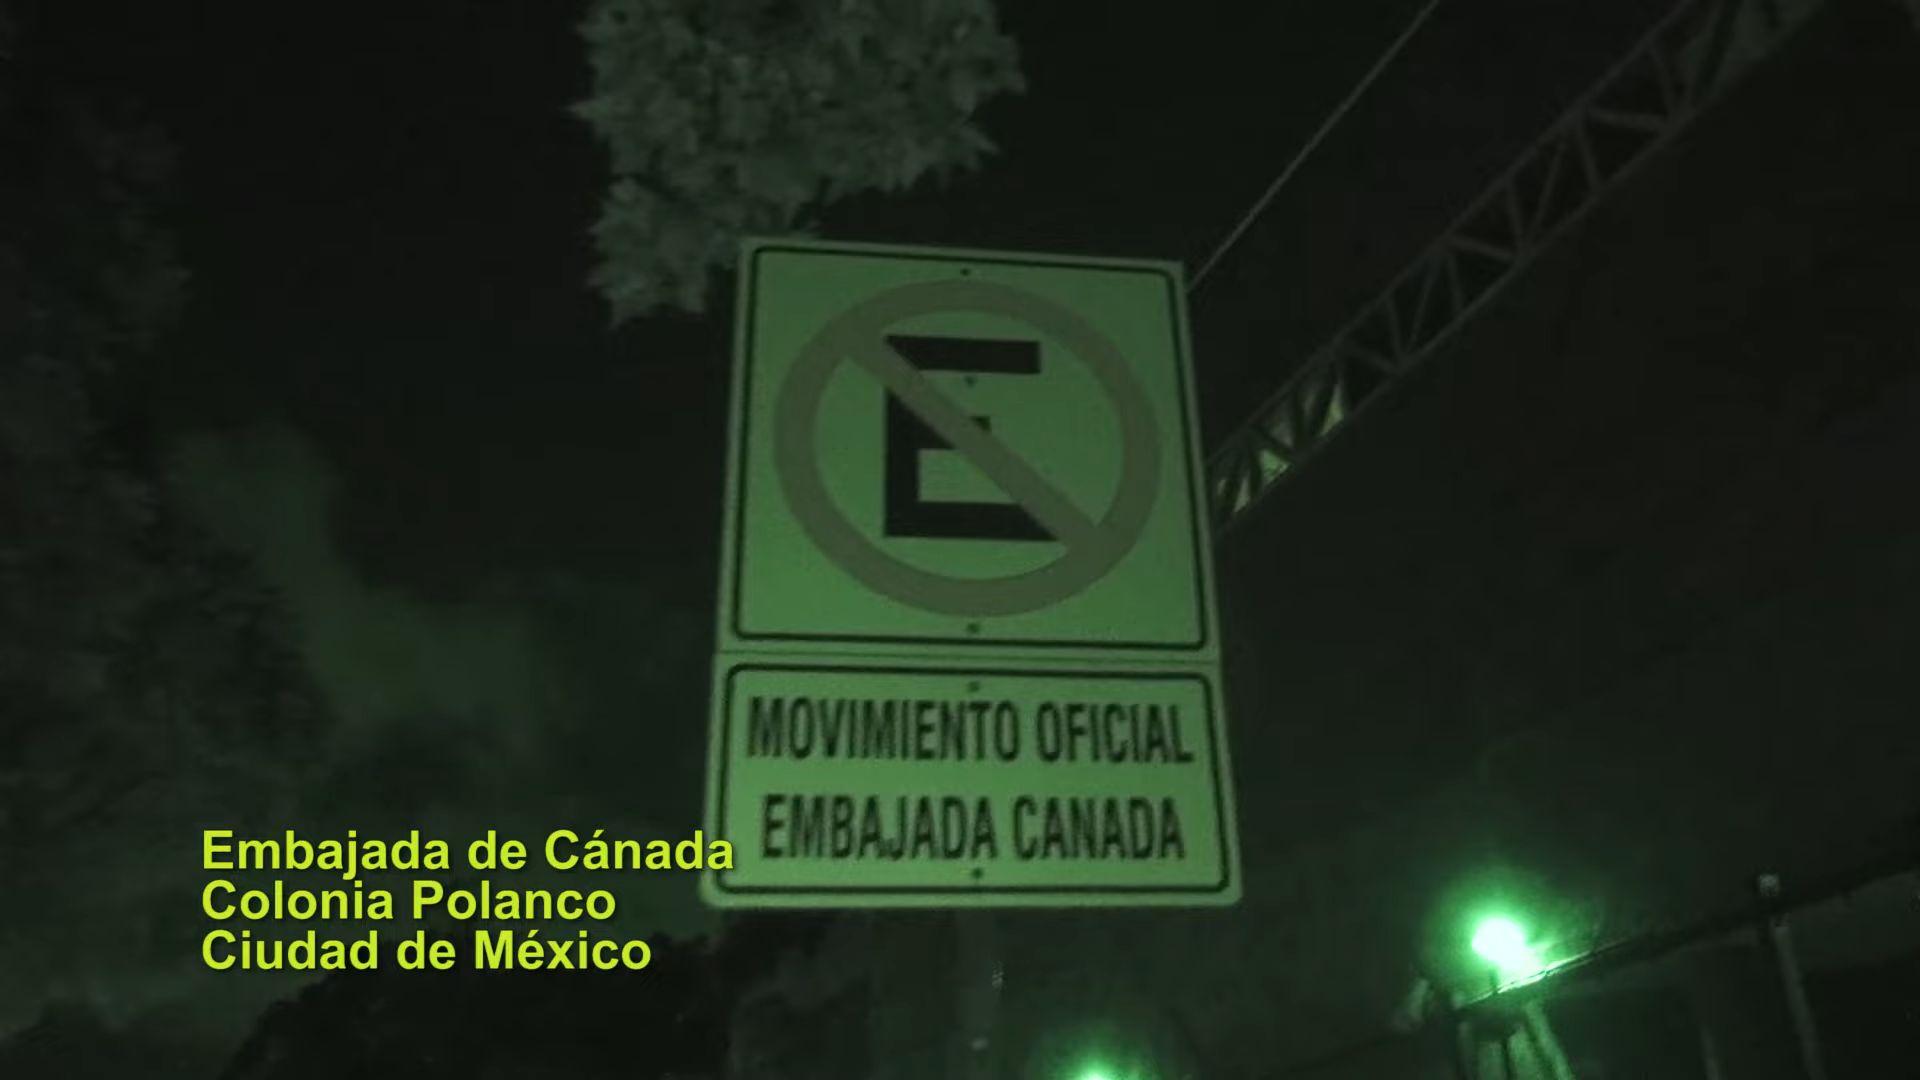 E
MOVIMIENTO OFICIAL
EMBAJADA CANADA
Embajada de Cánada
Colonia Polanco
Ciudad de México